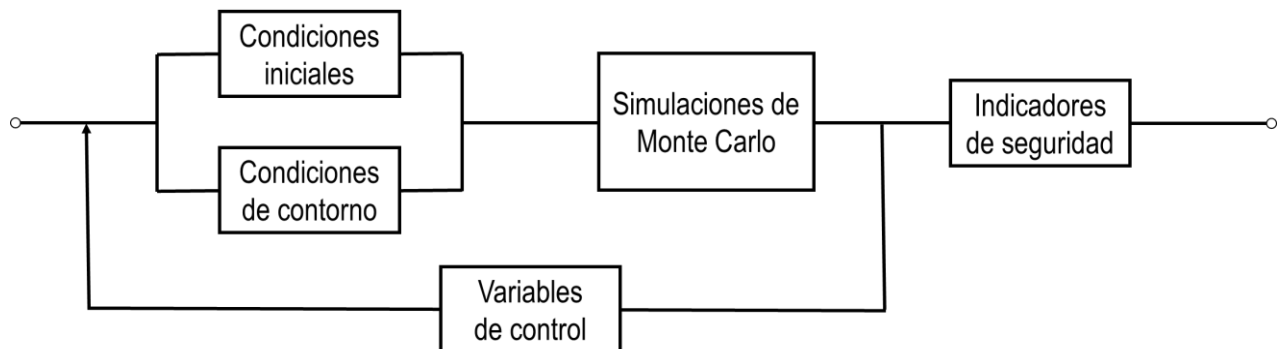 Condiciones
iniciales
Condiciones
de contorno
Simulaciones de
Monte Carlo
Indicadores
de seguridad
Variables
de control